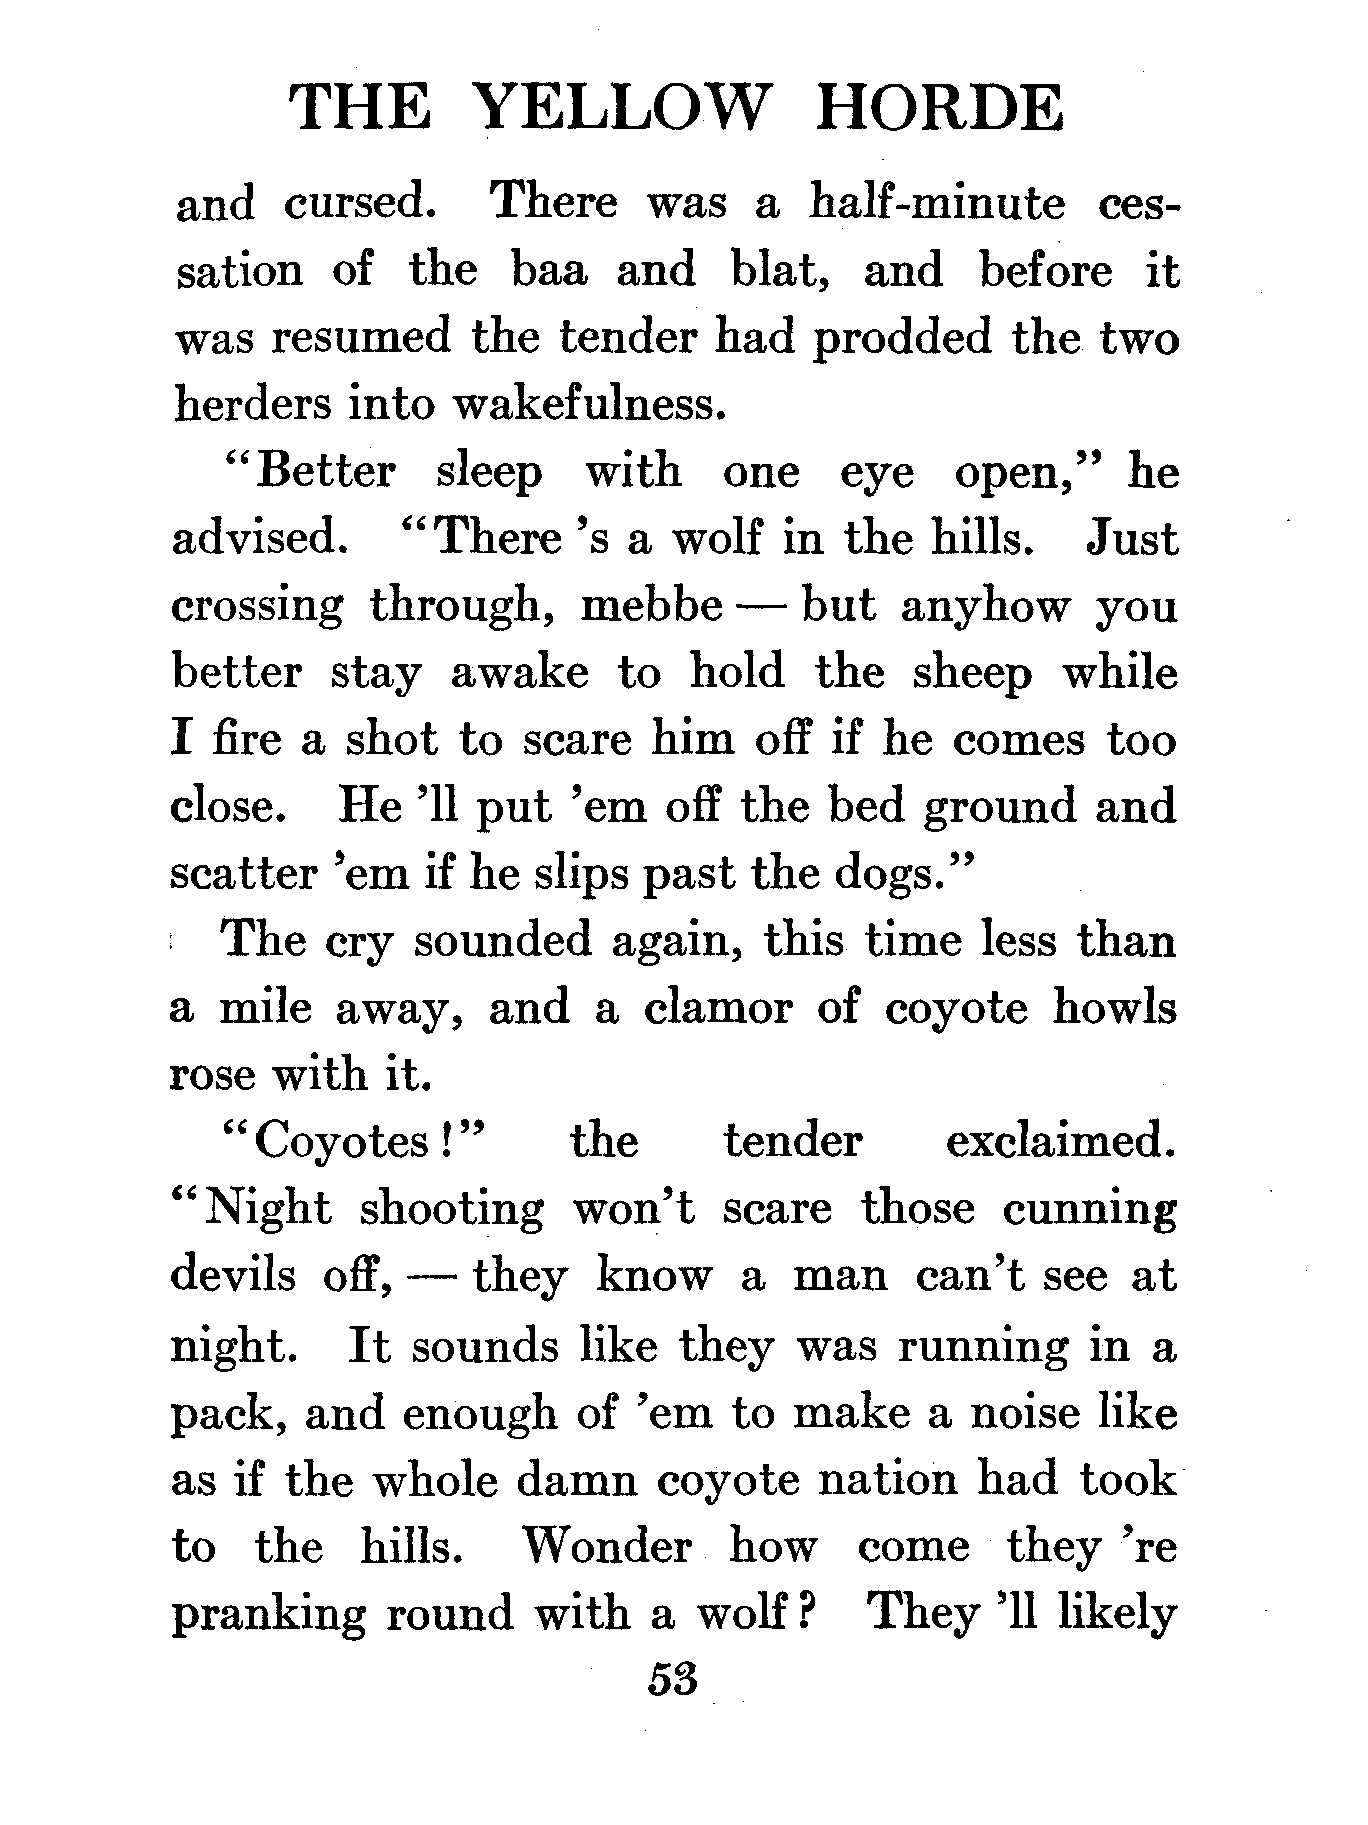 THE YELLOW HORDE
and cursed. There was a half-minute ces-
sation of the baa and blat, and before it
was resumed the tender had prodded the two
herders into wakefulness.
“Better sleep with one eye open,” he
advised. “There ’s a wolf in the hills. Just
crossing through, mebbe — but anyhow you
better stay awake to hold the sheep while
I fire a shot to scare him off if he comes too
close. He ’ll put ’em off the bed ground and
scatter ’em if he slips past the dogs.”
The cry sounded again, this time less than
a mile away, and a clamor of coyote howls
rose with it.
“Coyotes!” the tender exclaimed.
“Night shooting won’t scare those cunning
devils off, — they know a man can’t see at
night. It sounds like they was running in a
pack, and enough of ’em to make a noise like
as if the whole damn coyote nation had took
to the hills. Wonder how come they ’re
pranking round with a wolf? They ’ll likely
53